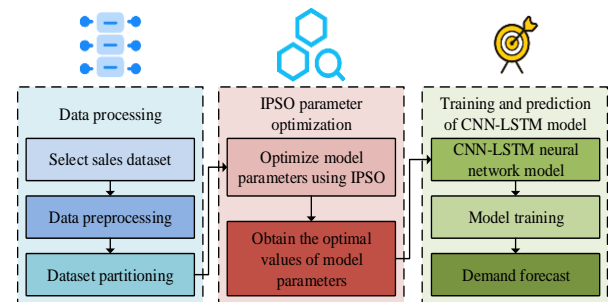 Data processing
Select sales dataset
Data preprocessing
Dataset partitioning
IPSO parameter
optimization
Optimize model
parameters using IPSO
Obtain the optimal
values of model
parameters
Training and prediction
of CNN-LSTM model
CNN-LSTM neural
network model
Model training
Demand forecast